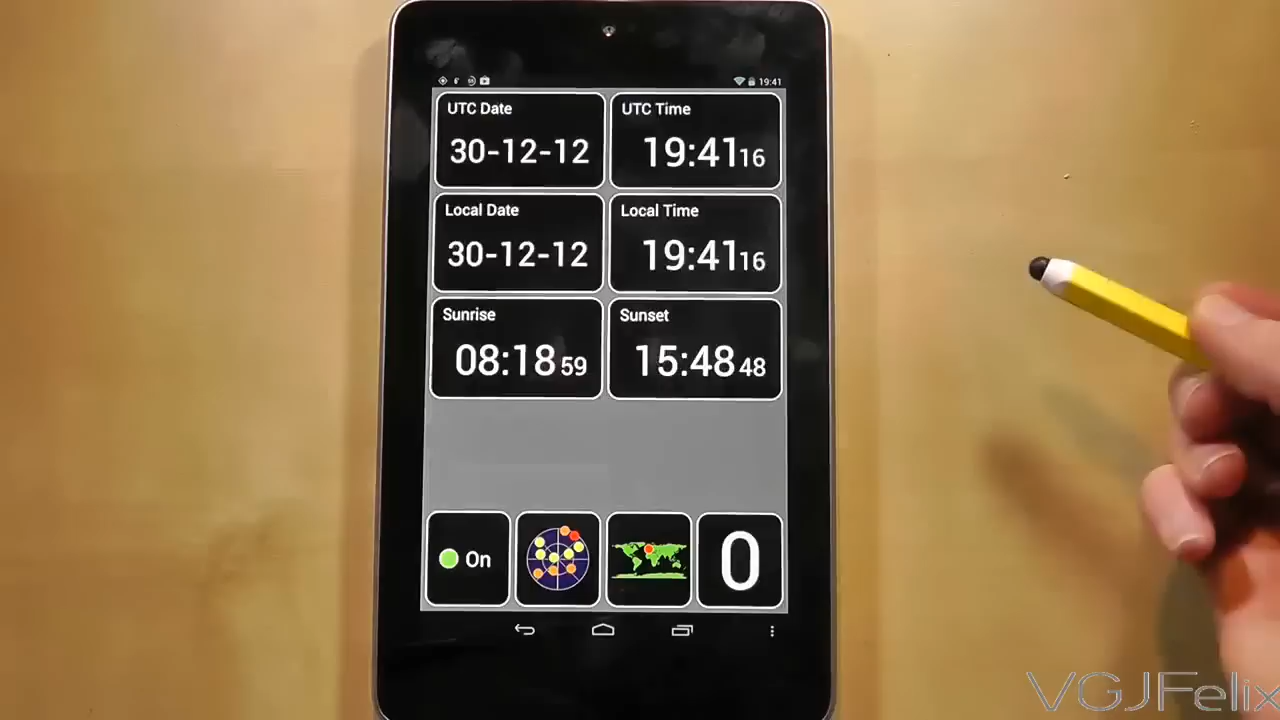 19:41
UTC Date
30-12-12
UTC Time
19:41 16
Local Date
30-12-12
Local Time
19:41 16
Sunrise
08:18 59
Sunset
15:48 48
On
0
VGJFelix